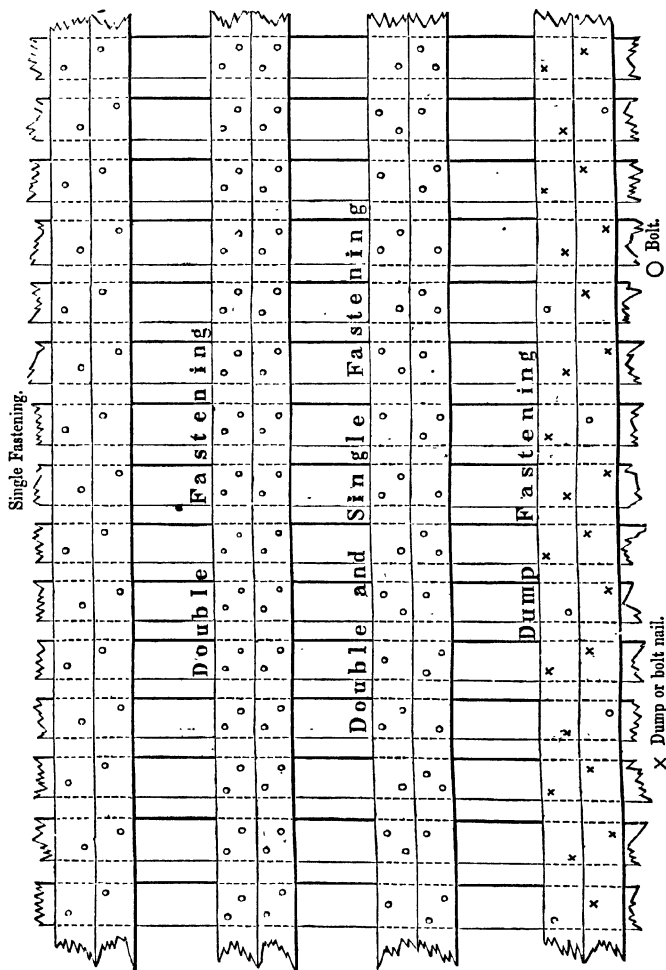 Single Fastening.
Double Fastening
Double and Single Fastening
Dump Fastening
x Dump or bolt nail.
O Bolt.